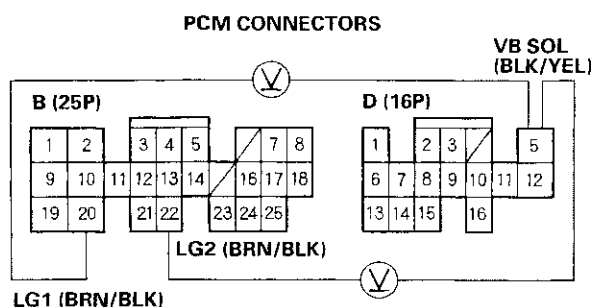 PCM CONNECTORS
VB SOL
(BLK/YEL)
V
B (25P)
D (16P)
1 2 3 4 5 7 8
1 2 3 5
9 10 11 12 13 14 16 17 18
6 7 8 9 10 11 12
19 20 21 22 23 24 25
13 14 15 16
LG2 (BRN/BLK)
V
LG1 (BRN/BLK)